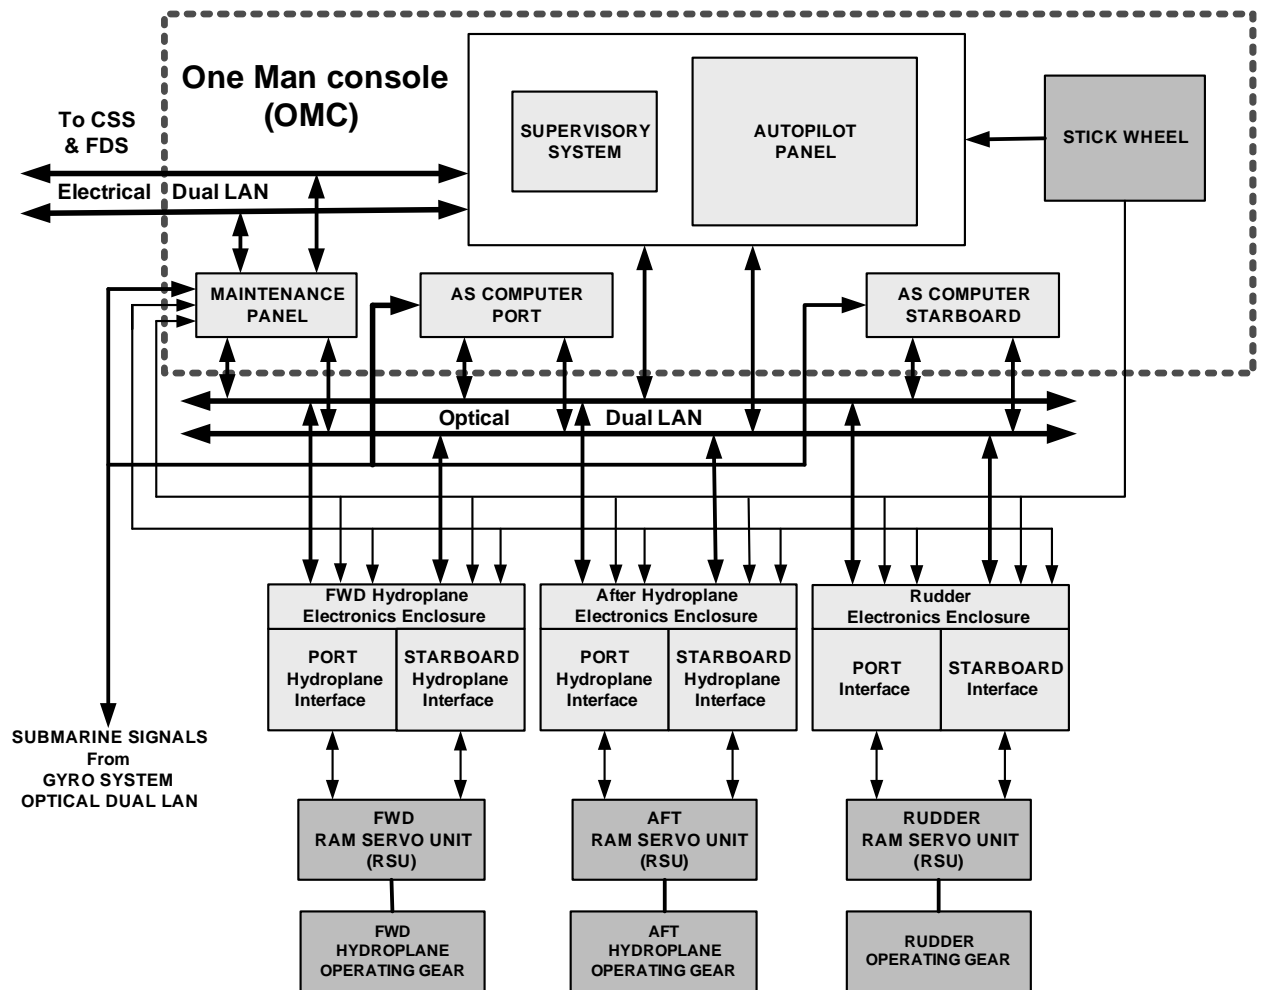 One Man console
(OMC)
To CSS
& FDS
Electrical Dual LAN
SUPERVISORY
SYSTEM
AUTOPILOT
PANEL
STICK WHEEL
MAINTENANCE
PANEL
AS COMPUTER
PORT
AS COMPUTER
STARBOARD
Optical Dual LAN
FWD Hydroplane
Electronics Enclosure
PORT
Hydroplane
Interface
STARBOARD
Hydroplane
Interface
After Hydroplane
Electronics Enclosure
PORT
Hydroplane
Interface
STARBOARD
Hydroplane
Interface
Rudder
Electronics Enclosure
PORT
Interface
STARBOARD
Interface
SUBMARINE SIGNALS
From
GYRO SYSTEM
OPTICAL DUAL LAN
FWD
RAM SERVO UNIT
(RSU)
AFT
RAM SERVO UNIT
(RSU)
RUDDER
RAM SERVO UNIT
(RSU)
FWD
HYDROPLANE
OPERATING GEAR
AFT
HYDROPLANE
OPERATING GEAR
RUDDER
OPERATING GEAR